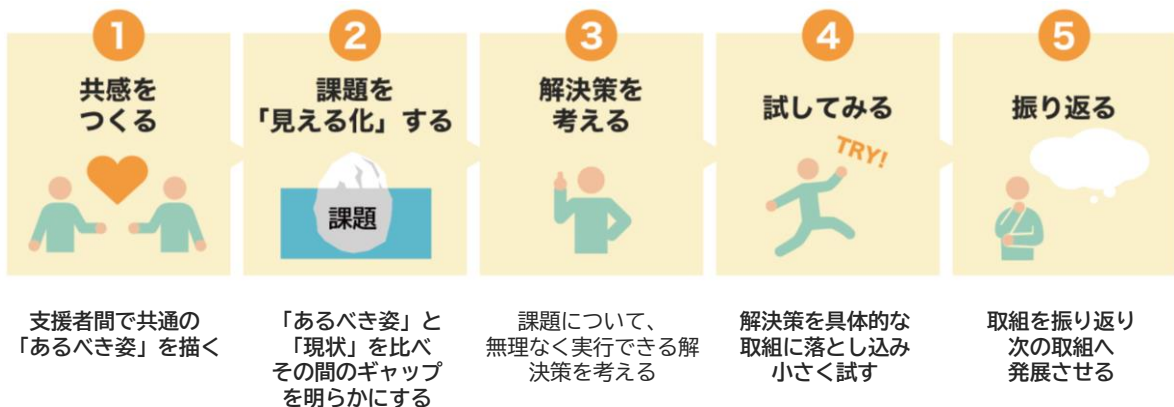 1
共感を
つくる
支援者間で共通の
「あるべき姿」を描く
2
課題を
「見える化」する
課題
「あるべき姿」と
「現状」を比べ
その間のギャップ
を明らかにする
3
解決策を
考える
課題について、
無理なく実行できる解
決策を考える
4
試してみる
TRY!
解決策を具体的な
取組に落とし込み
小さく試す
5
振り返る
取組を振り返り
次の取組へ
発展させる